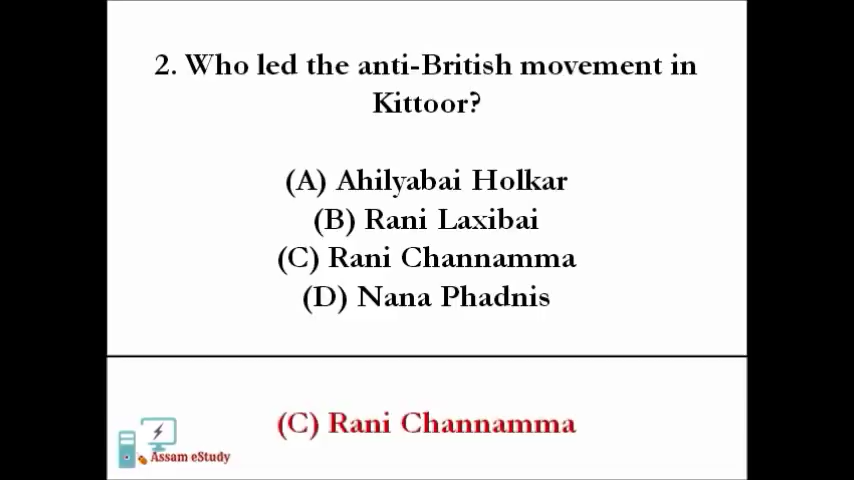 2. Who led the anti-British movement in
Kittoor?
(A) Ahilyabai Holkar
(B) Rani Laxibai
(C) Rani Channamma
(D) Nana Phadnis
(C) Rani Channamma
Assam eStudy